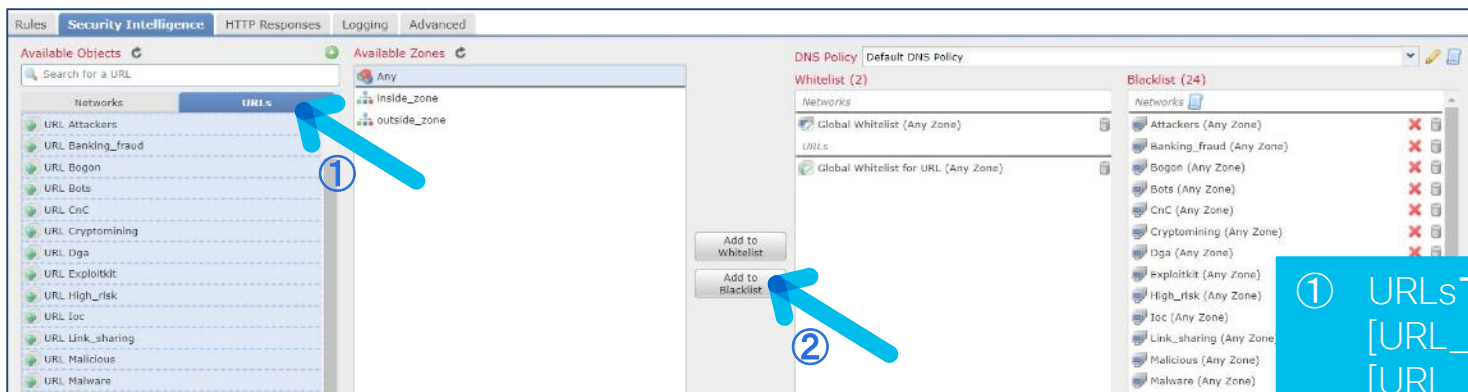 Rules Security Intelligence HTTP Responses Logging Advanced
Available Objects
Search for a URL
Networks URLs
URL Attackers
URL Banking_fraud
URL Bogon
URL Bots
URL CnC
URL Cryptomining
URL Dga
URL Exploitkit
URL High_risk
URL Ioc
URL Link_sharing
URL Malicious
URL Malware
①
Available Zones
Any
inside_zone
outside_zone
Add to
Whitelist
Add to
Blacklist
②
DNS Policy Default DNS Policy
Whitelist (2)
Networks
Global Whitelist (Any Zone)
URLs
Global Whitelist for URL (Any Zone)
Blacklist (24)
Networks
Attackers (Any Zone)
Banking_fraud (Any Zone)
Bogon (Any Zone)
Bots (Any Zone)
CnC (Any Zone)
Cryptomining (Any Zone)
Dga (Any Zone)
Exploitkit (Any Zone)
High_risk (Any Zone)
Ioc (Any Zone)
Link_sharing (Any Zone
Malicious (Any Zone)
Malware (Any Zone)
① URLs
[URL_
[URL